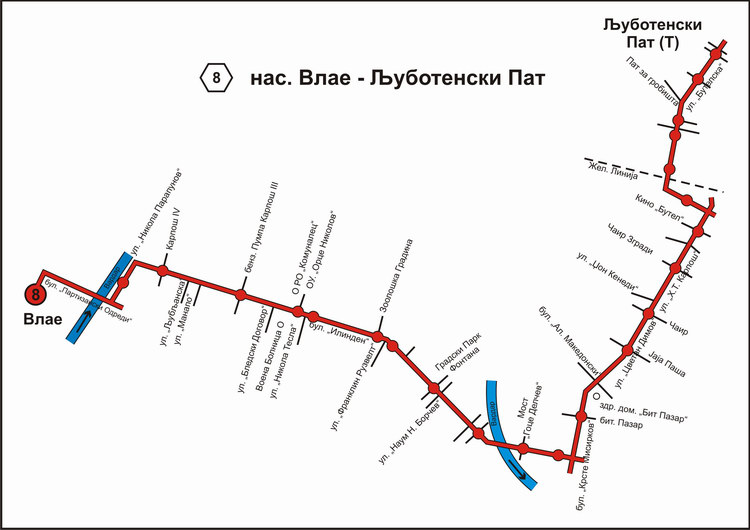 Љуботенски
Пат (Т)
8 нас. Влае - Љуботенски Пат
Пат за гробишта
ул. „Бутелска“
Жел. Линија
Кино „Бутел“
Чаир Згради
ул. „Х.Т. Карпош“
ул. „Џон Кенеди“
Чаир
ул. „Цветан Димов“
Јаја Паша
бул. „Ал. Македонски“
здр. дом. „Бит Пазар“
бит. Пазар
бул. „Крсте Мисирков“
Мост
„Гоце Делчев“
Вардар
Градски Парк
Фонтана
ул. „Наум Н. Борчев“
Зоолошка Градина
ул. „Франклин Рузвелт“
бул. „Илинден“
О РО „Комуналец“
ОУ. „Орце Николов“
Воена Болница О
ул. „Никола Тесла“
ул. „Бледски Договор“
бенз. Пумпа Карпош III
ул. „Љубљанска“
ул. „Манапо“
Карпош IV
ул. „Никола Парапунов“
Вардар
бул. „Партизански Одреди“
8
Влае